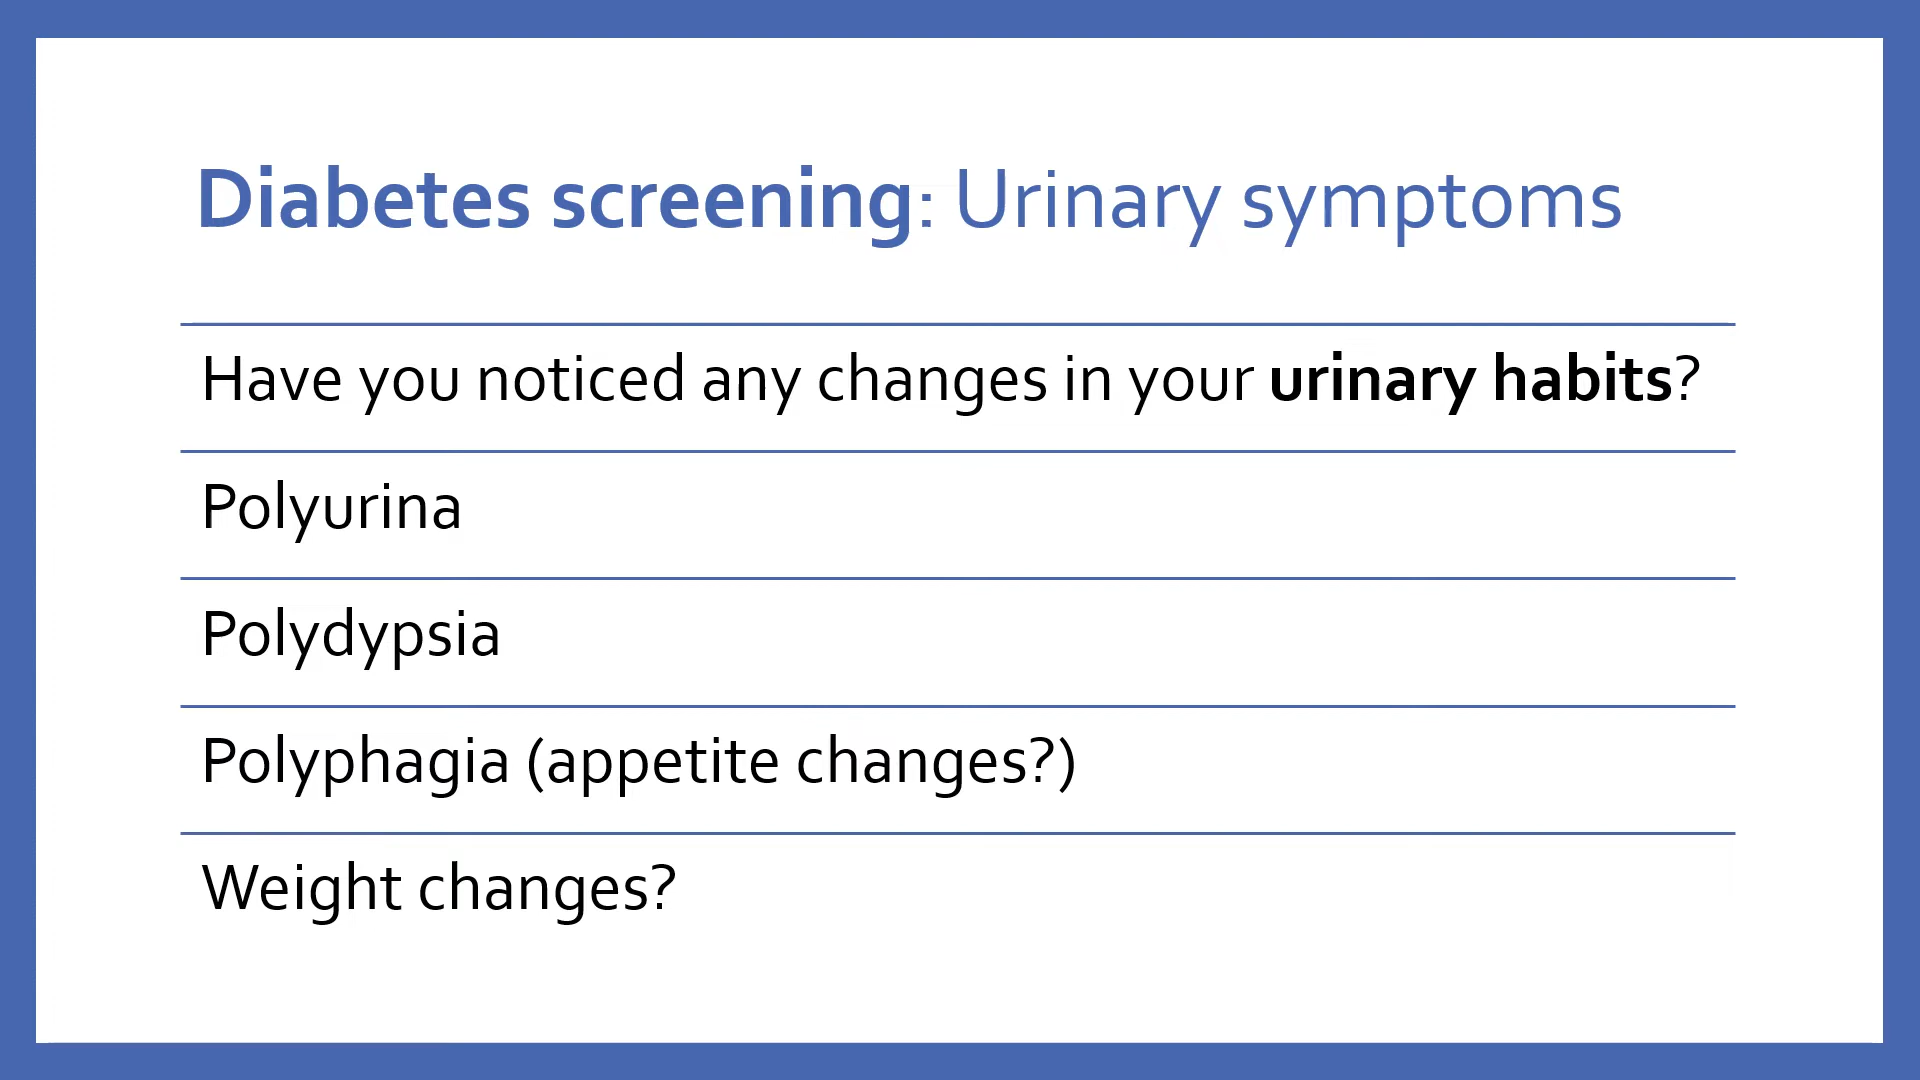 Diabetes screening: Urinary symptoms
Have you noticed any changes in your urinary habits?
Polyurina
Polydypsia
Polyphagia (appetite changes?)
Weight changes?